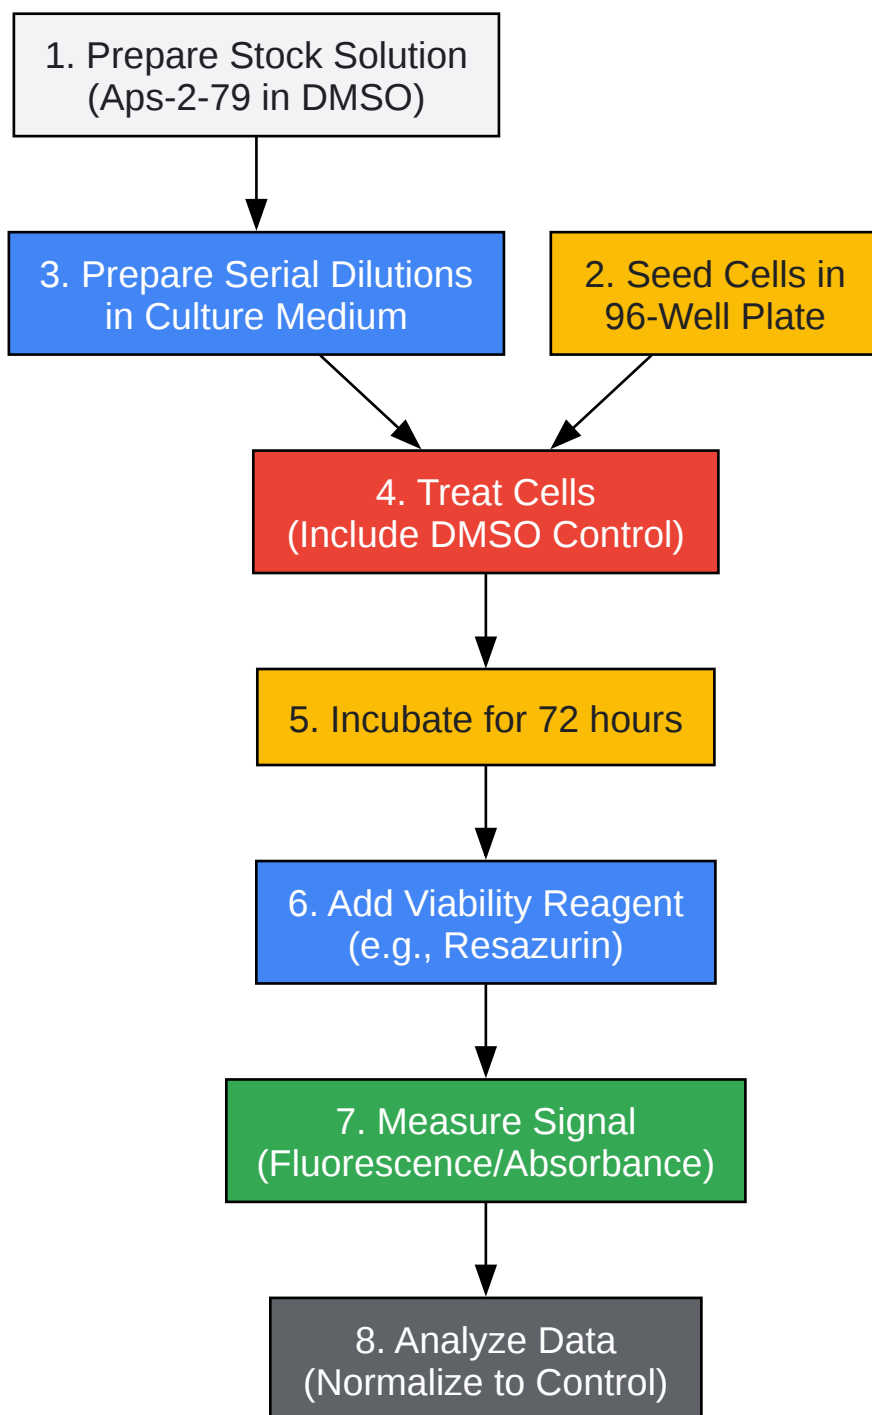 1. Prepare Stock Solution
(Aps-2-79 in DMSO)
3. Prepare Serial Dilutions
in Culture Medium
2. Seed Cells in
96-Well Plate
4. Treat Cells
(Include DMSO Control)
5. Incubate for 72 hours
6. Add Viability Reagent
(e.g., Resazurin)
7. Measure Signal
(Fluorescence/Absorbance)
8. Analyze Data
(Normalize to Control)